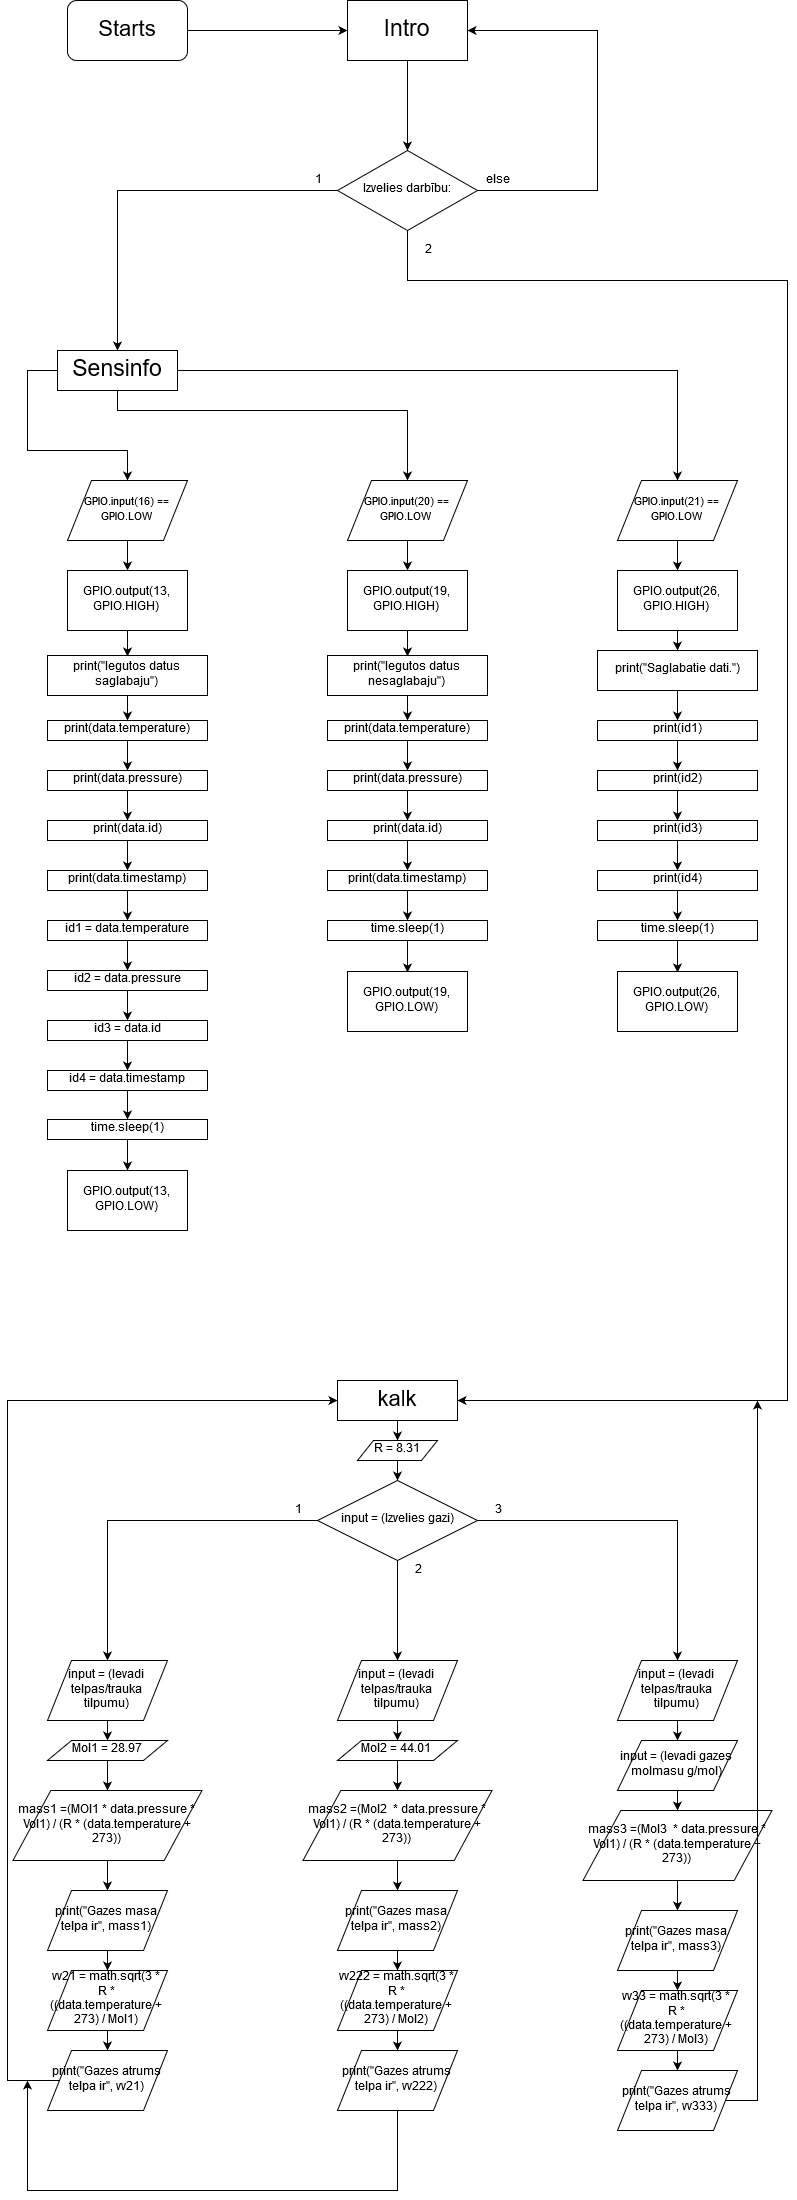 Starts
Intro
1
Izvelies darbību:
else
2
Sensinfo
GPIO.input(16) ==
GPIO.LOW
GPIO.output(13,
GPIO.HIGH)
print("Iegutos datus
saglabaju")
print(data.temperature)
print(data.pressure)
print(data.id)
print(data.timestamp)
id1 = data.temperature
id2 = data.pressure
id3 = data.id
id4 = data.timestamp
time.sleep(1)
GPIO.output(13,
GPIO.LOW)
GPIO.input(20) ==
GPIO.LOW
GPIO.output(19,
GPIO.HIGH)
print("Iegutos datus
nesaglabaju")
print(data.temperature)
print(data.pressure)
print(data.id)
print(data.timestamp)
time.sleep(1)
GPIO.output(19,
GPIO.LOW)
GPIO.input(21) ==
GPIO.LOW
GPIO.output(26,
GPIO.HIGH)
print("Saglabatie dati.")
print(id1)
print(id2)
print(id3)
print(id4)
time.sleep(1)
GPIO.output(26,
GPIO.LOW)
kalk
R = 8.31
1
input = (Izvelies gazi)
3
2
input = (Ievadi
telpas/trauka
tilpumu)
Mol1 = 28.97
mass1 =(MOl1 * data.pressure *
Vol1) / (R * (data.temperature +
273))
print("Gazes masa
telpa ir", mass1)
vv21 = math.sqrt(3 *
R *
((data.temperature +
273) / Mol1)
print("Gazes atrums
telpa ir", vv21)
input = (Ievadi
telpas/trauka
tilpumu)
Mol2 = 44.01
mass2 =(Mol2  * data.pressure *
Vol1) / (R * (data.temperature +
273))
print("Gazes masa
telpa ir", mass2)
vv222 = math.sqrt(3 *
R *
((data.temperature +
273) / Mol2)
print("Gazes atrums
telpa ir", vv222)
input = (Ievadi
telpas/trauka
tilpumu)
input = (Ievadi gazes
molmasu g/mol)
mass3 =(Mol3  * data.pressure *
Vol1) / (R * (data.temperature +
273))
print("Gazes masa
telpa ir", mass3)
vv33 = math.sqrt(3 *
R *
((data.temperature +
273) / Mol3)
print("Gazes atrums
telpa ir", vv333)